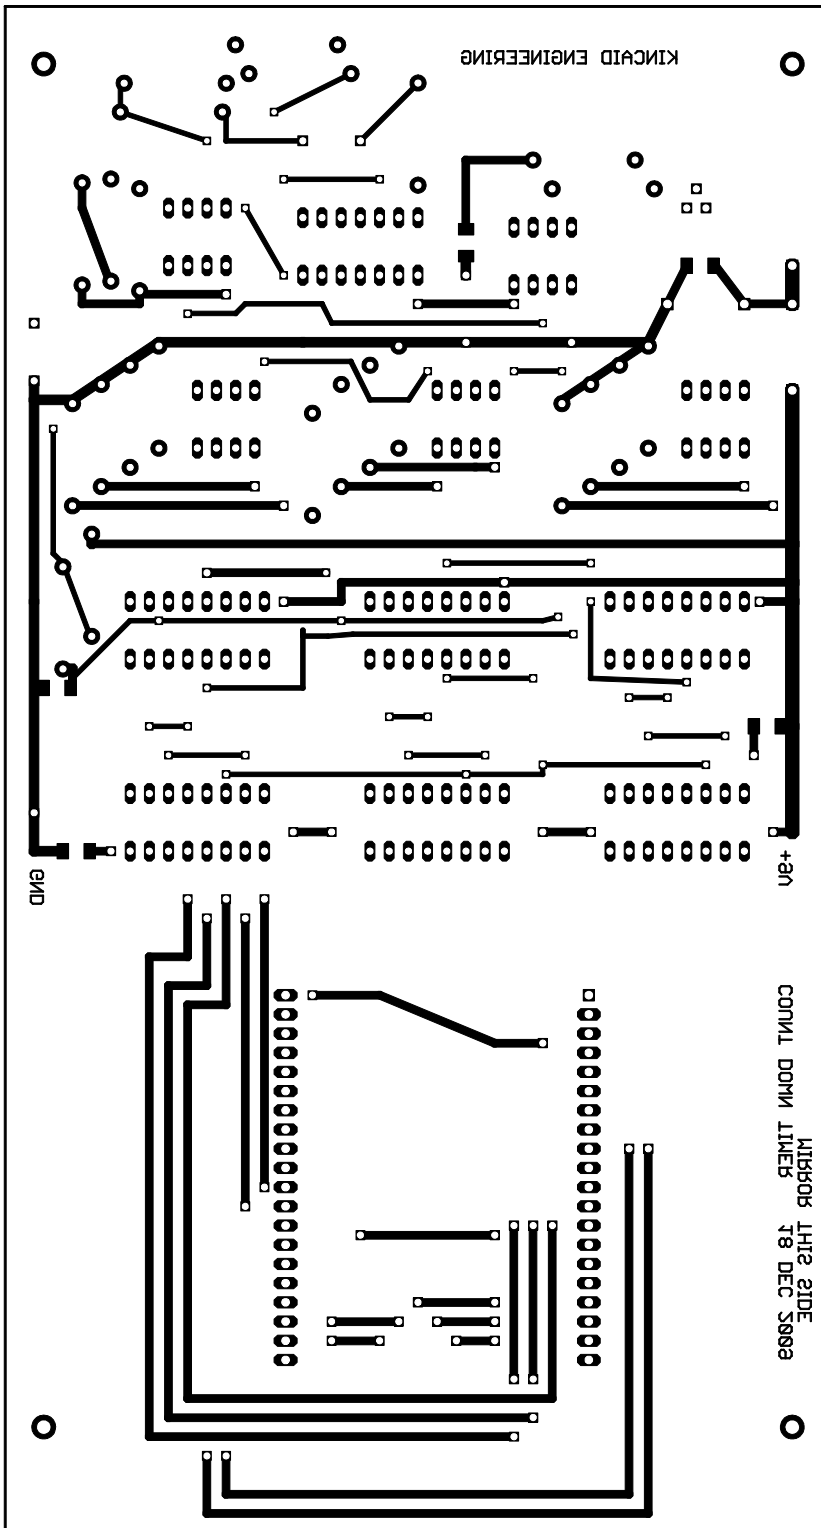 KINCAID ENGINEERING
GND
+9V
COUNT DOWN TIMER 18 DEC 2009
MIRROR THIS SIDE